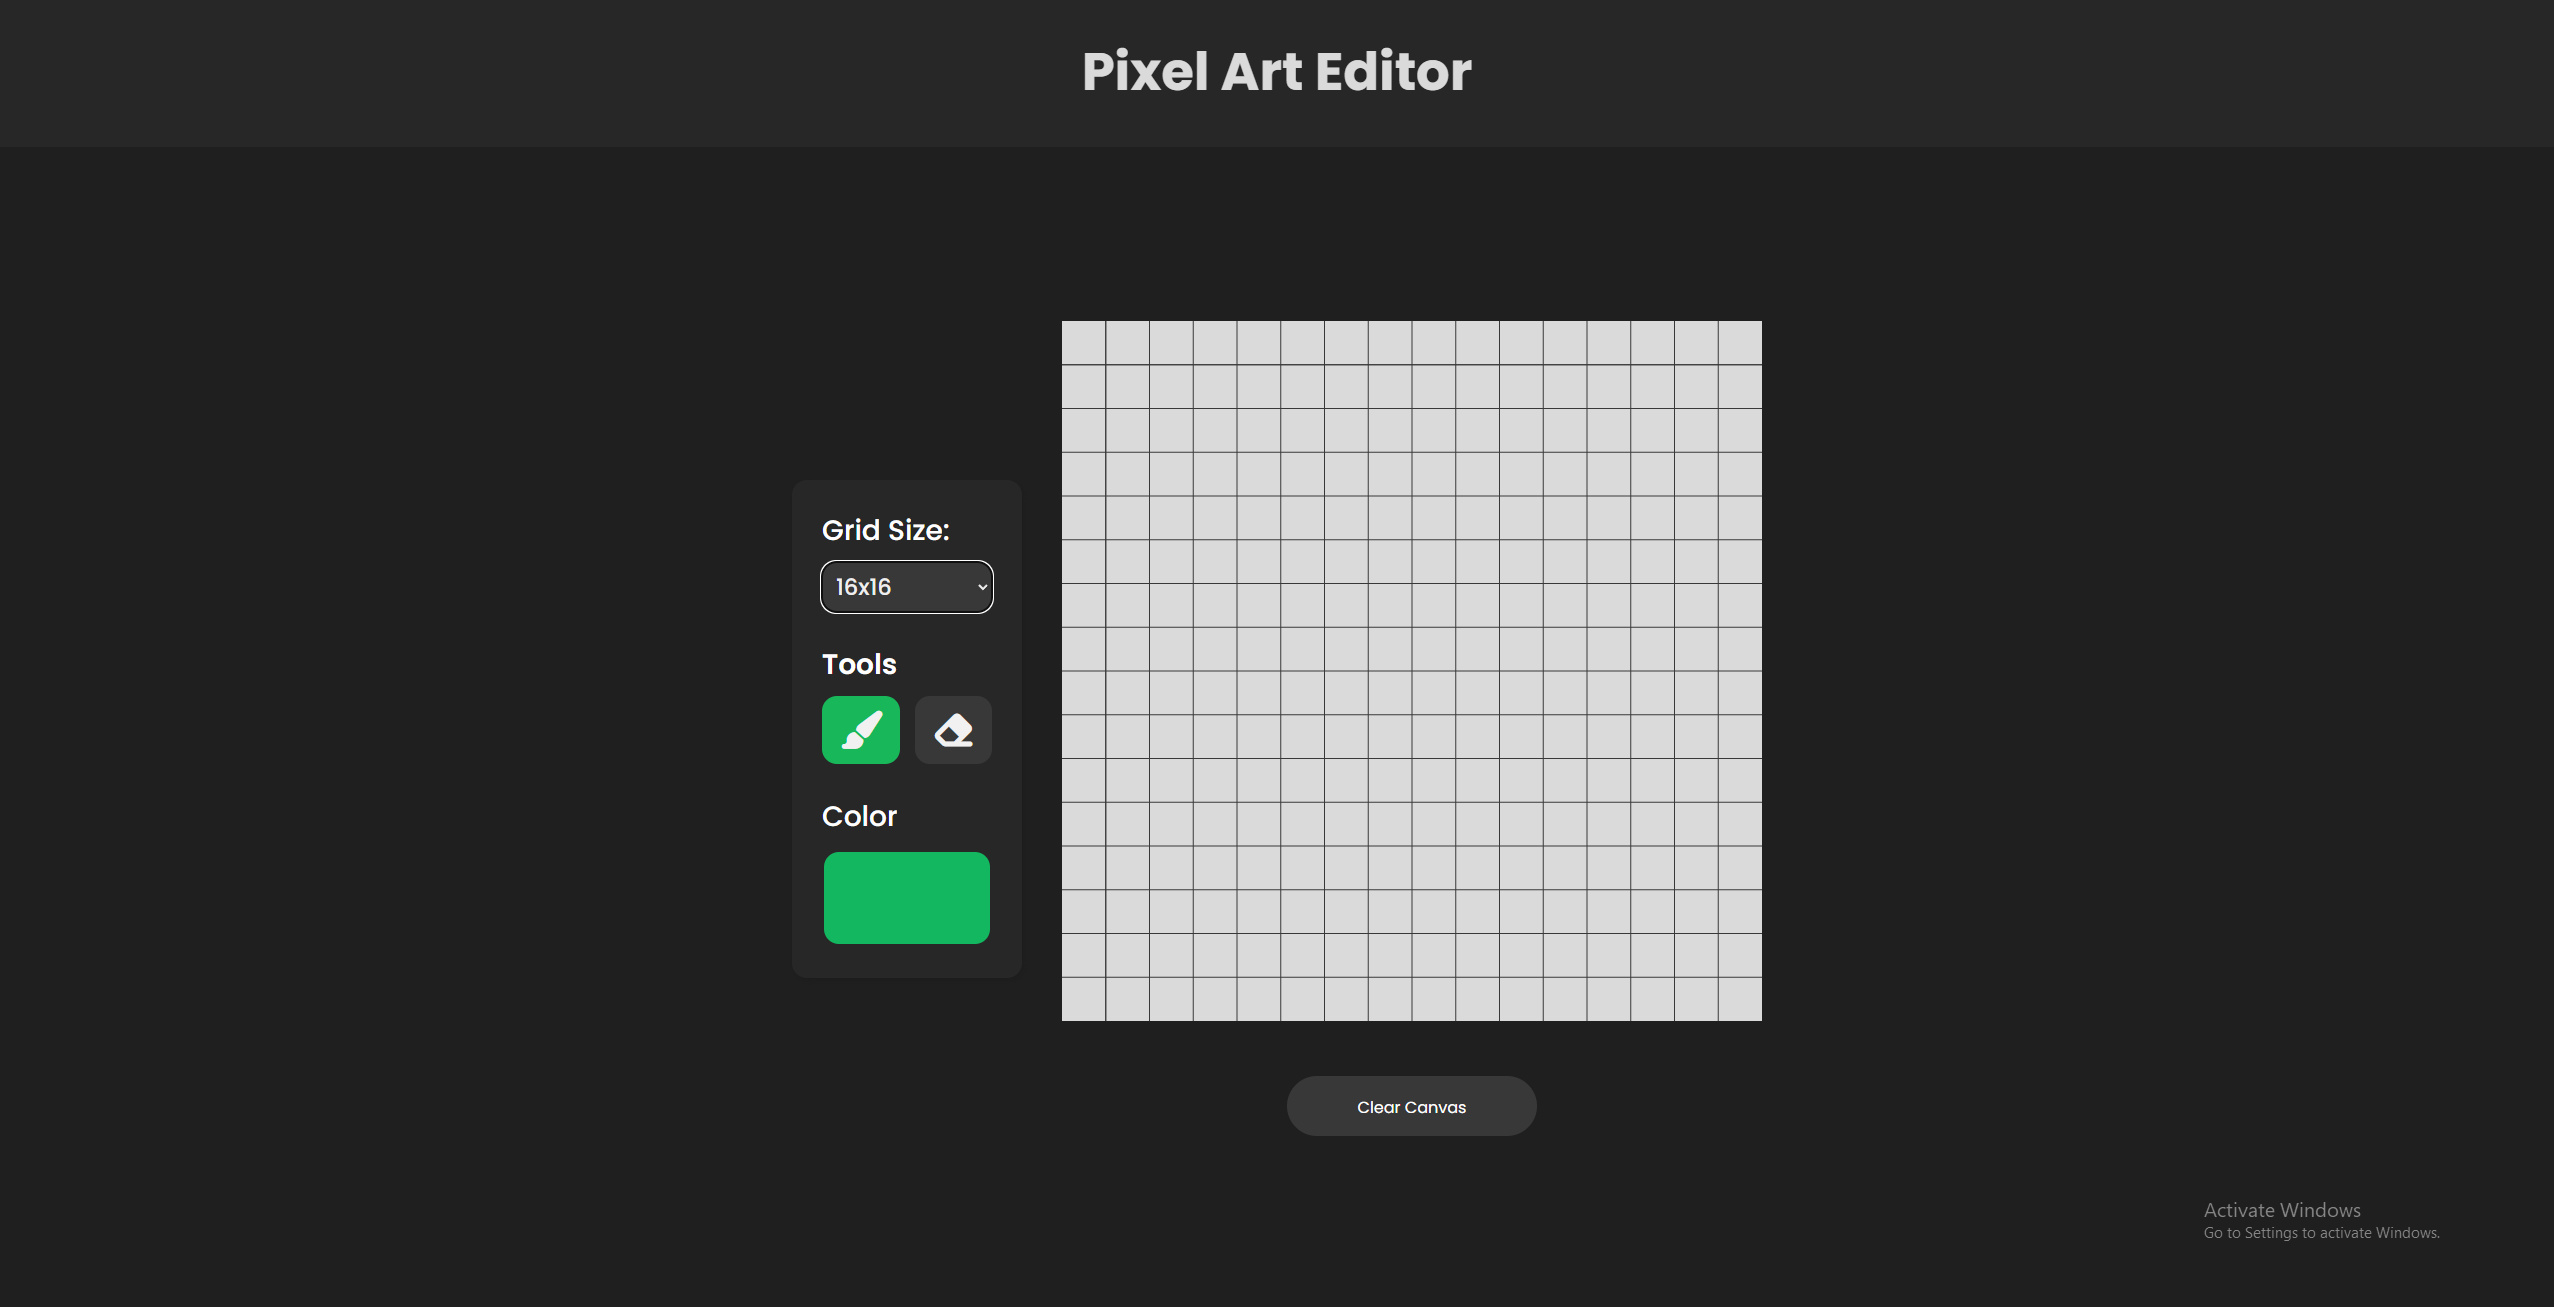 Pixel Art Editor
Grid Size:
16x16
Tools
Color
Clear Canvas
Activate Windows
Go to Settings to activate Windows.